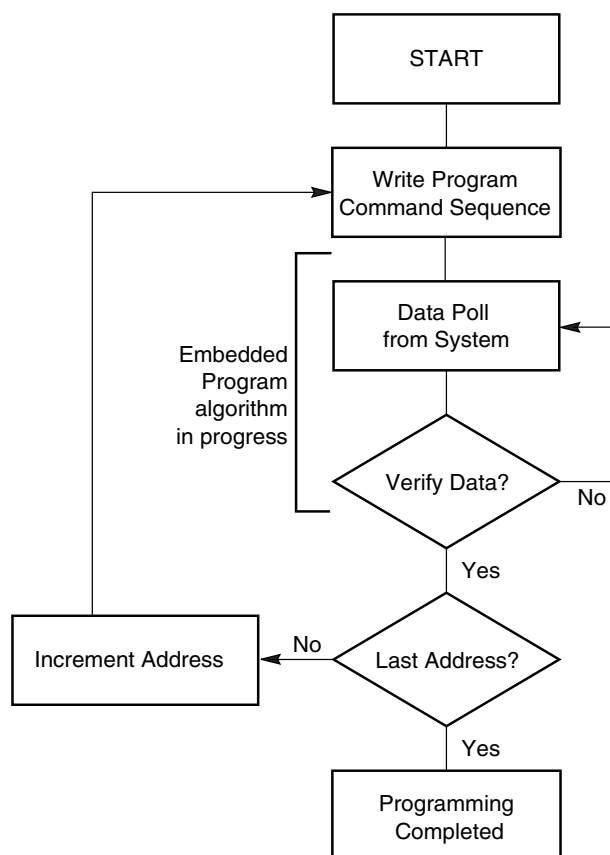 START
Write Program
Command Sequence
Data Poll
from System
Embedded
Program
algorithm
in progress
Verify Data?
No
Yes
No
Increment Address
Last Address?
Yes
Programming
Completed